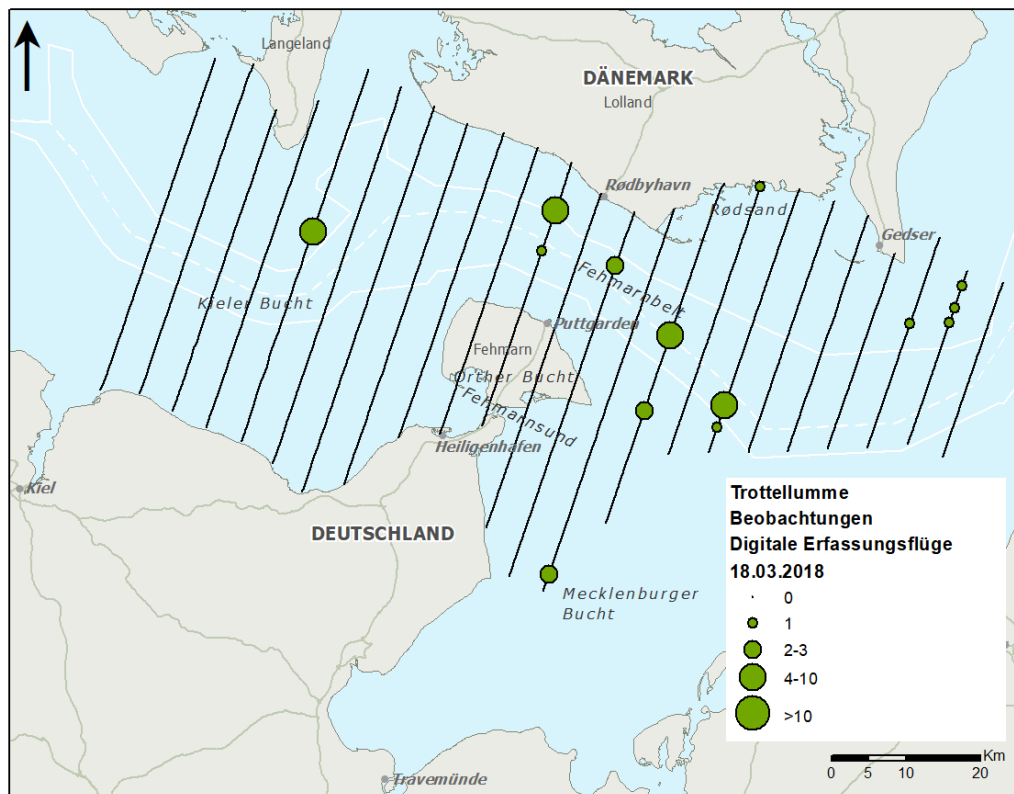 Langeland
DÄNEMARK
Lolland
Rødbyhavn
Rødsand
Gedser
Fehmarnbelt
Kieler Bucht
Puttgarden
Fehmarn
Orther Bucht
Fehmarnsund
Heiligenhafen
Kiel
DEUTSCHLAND
Mecklenburger
Bucht
Travemünde
Trottellumme
Beobachtungen
Digitale Erfassungsflüge
18.03.2018
0
1
2-3
4-10
>10
Km
0 5 10 20